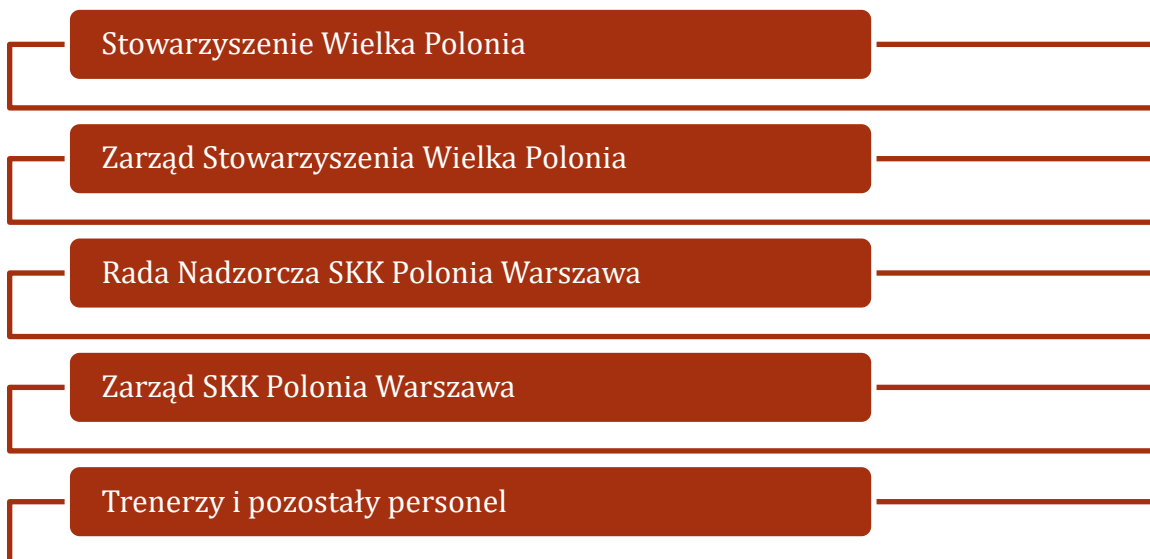 Stowarzyszenie Wielka Polonia
Zarząd Stowarzyszenia Wielka Polonia
Rada Nadzorcza SKK Polonia Warszawa
Zarząd SKK Polonia Warszawa
Trenerzy i pozostały personel